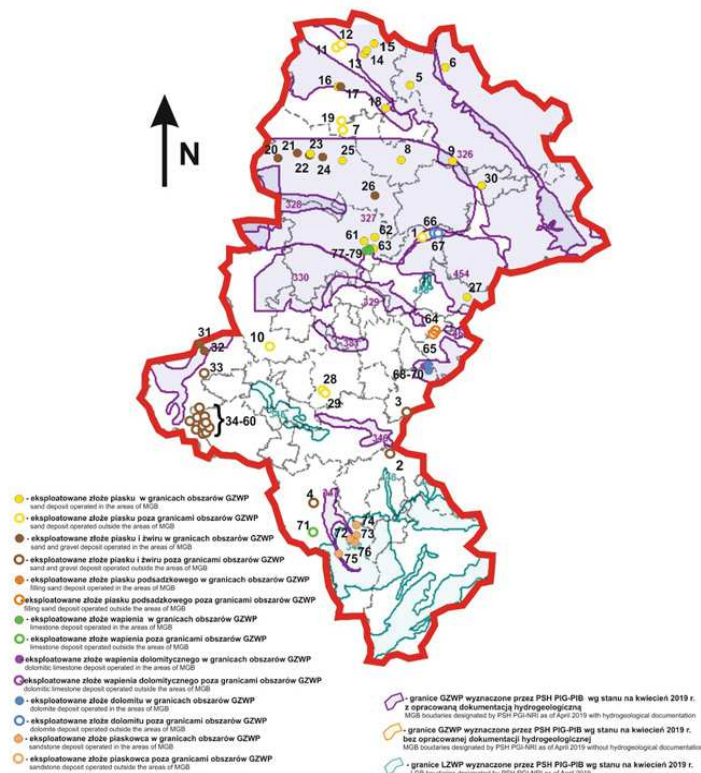 12
11
15
13
14
6
5
16
17
18
19
7
21
23
20
22
24
25
8
9
326
26
30
328
327
66
1
67
61
62
63
77-79
330
454
27
329
64
65
31
32
10
33
68-70
28
29
3
34-60
345
346
2
4
71
72
74
73
76
75
N
- eksploatowane złoże piasku w granicach obszarów GZWP
sand deposit operated in the areas of MGB
- eksploatowane złoże piasku poza granicami obszarów GZWP
sand deposit operated outside the areas of MGB
- eksploatowane złoże piasku i żwiru w granicach obszarów GZWP
sand and gravel deposit operated in the areas of MGB
- eksploatowane złoże piasku i żwiru poza granicami obszarów GZWP
sand and gravel deposit operated outside the areas of MGB
- eksploatowane złoże piasku podsadzkowego w granicach obszarów GZWP
filling sand deposit operated in the areas of MGB
eksploatowane złoże piasku podsadzkowego poza granicami obszarów GZWP
filling sand deposit operated outside the areas of MGB
- eksploatowane złoże wapienia w granicach obszarów GZWP
limestone deposit operated in the areas of MGB
- eksploatowane złoże wapienia poza granicami obszarów GZWP
limestone deposit operated outside the areas of MGB
- eksploatowane złoże wapienia dolomitycznego w granicach obszarów GZWP
dolomitic limestone deposit operated in the areas of MGB
eksploatowane złoże wapienia dolomitycznego poza granicami obszarów GZWP
dolomitic limestone deposit operated outside the areas of MGB
- eksploatowane złoże dolomitu w granicach obszarów GZWP
dolomite deposit operated in the areas of MGB
- eksploatowane złoże dolomitu poza granicami obszarów GZWP
dolomite deposit operated outside the areas of MGB
- eksploatowane złoże piaskowca w granicach obszarów GZWP
sandstone deposit operated in the areas of MGB
- eksploatowane złoże piaskowca poza granicami obszarów GZWP
sandstone deposit operated outside the areas of MGB
- granice GZWP wyznaczone przez PSH PIG-PIB wg stanu na kwiecień 2019 r.
z opracowaną dokumentacją hydrogeologiczną
MGB boutaries designated by PSH PGI-NRI as of April 2019 with hydrogeological documentation
- granice GZWP wyznaczone przez PSH PIG-PIB wg stanu na kwiecień 2019 r.
bez opracowanej dokumentacji hydrogeologicznej
MGB boutaries designated by PSH PGI-NRI as of April 2019 without hydrogeological documentation
- granice LZWP wyznaczone przez PSH PIG-PIB wg stanu na kwiecień 2019 r.